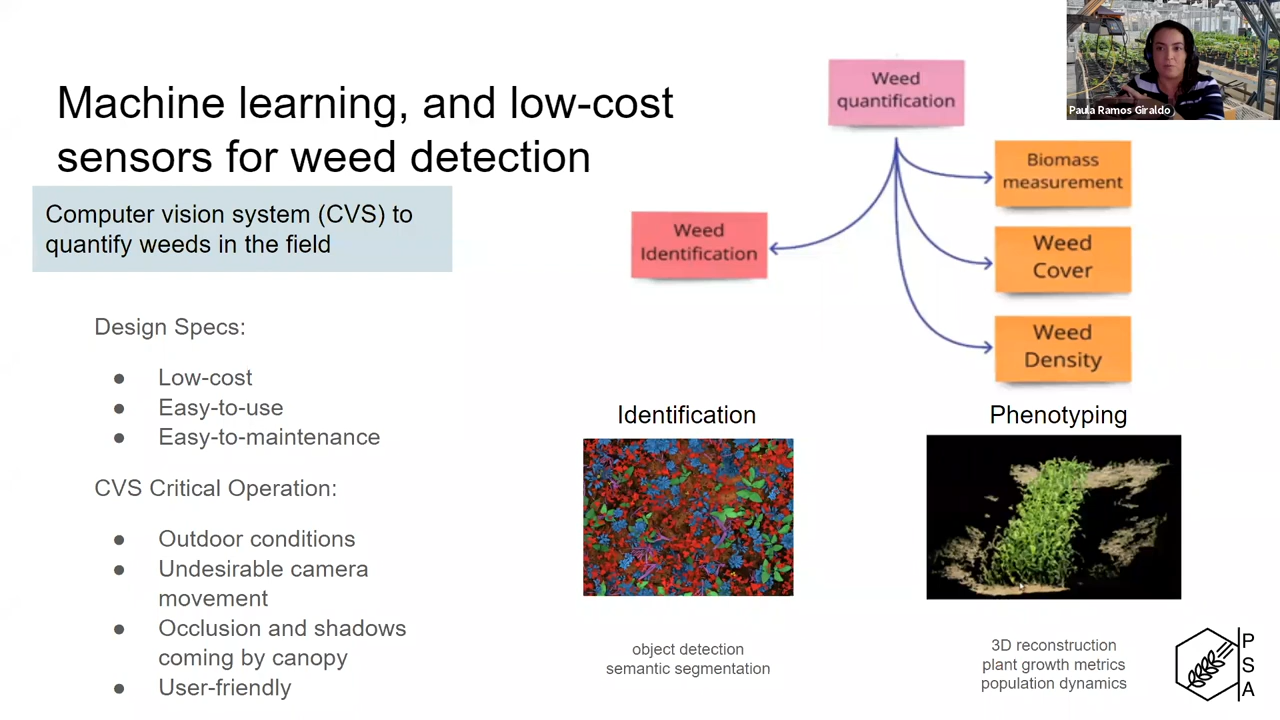 Machine learning, and low-cost
sensors for weed detection
Computer vision system (CVS) to
quantify weeds in the field
Design Specs:
● Low-cost
● Easy-to-use
● Easy-to-maintenance
CVS Critical Operation:
● Outdoor conditions
● Undesirable camera
movement
● Occlusion and shadows
coming by canopy
● User-friendly
Weed
quantification
Weed
Identification
Biomass
measurement
Weed
Cover
Weed
Density
Identification
object detection
semantic segmentation
Phenotyping
3D reconstruction
plant growth metrics
population dynamics
Paula Ramos Giraldo
P
S
A